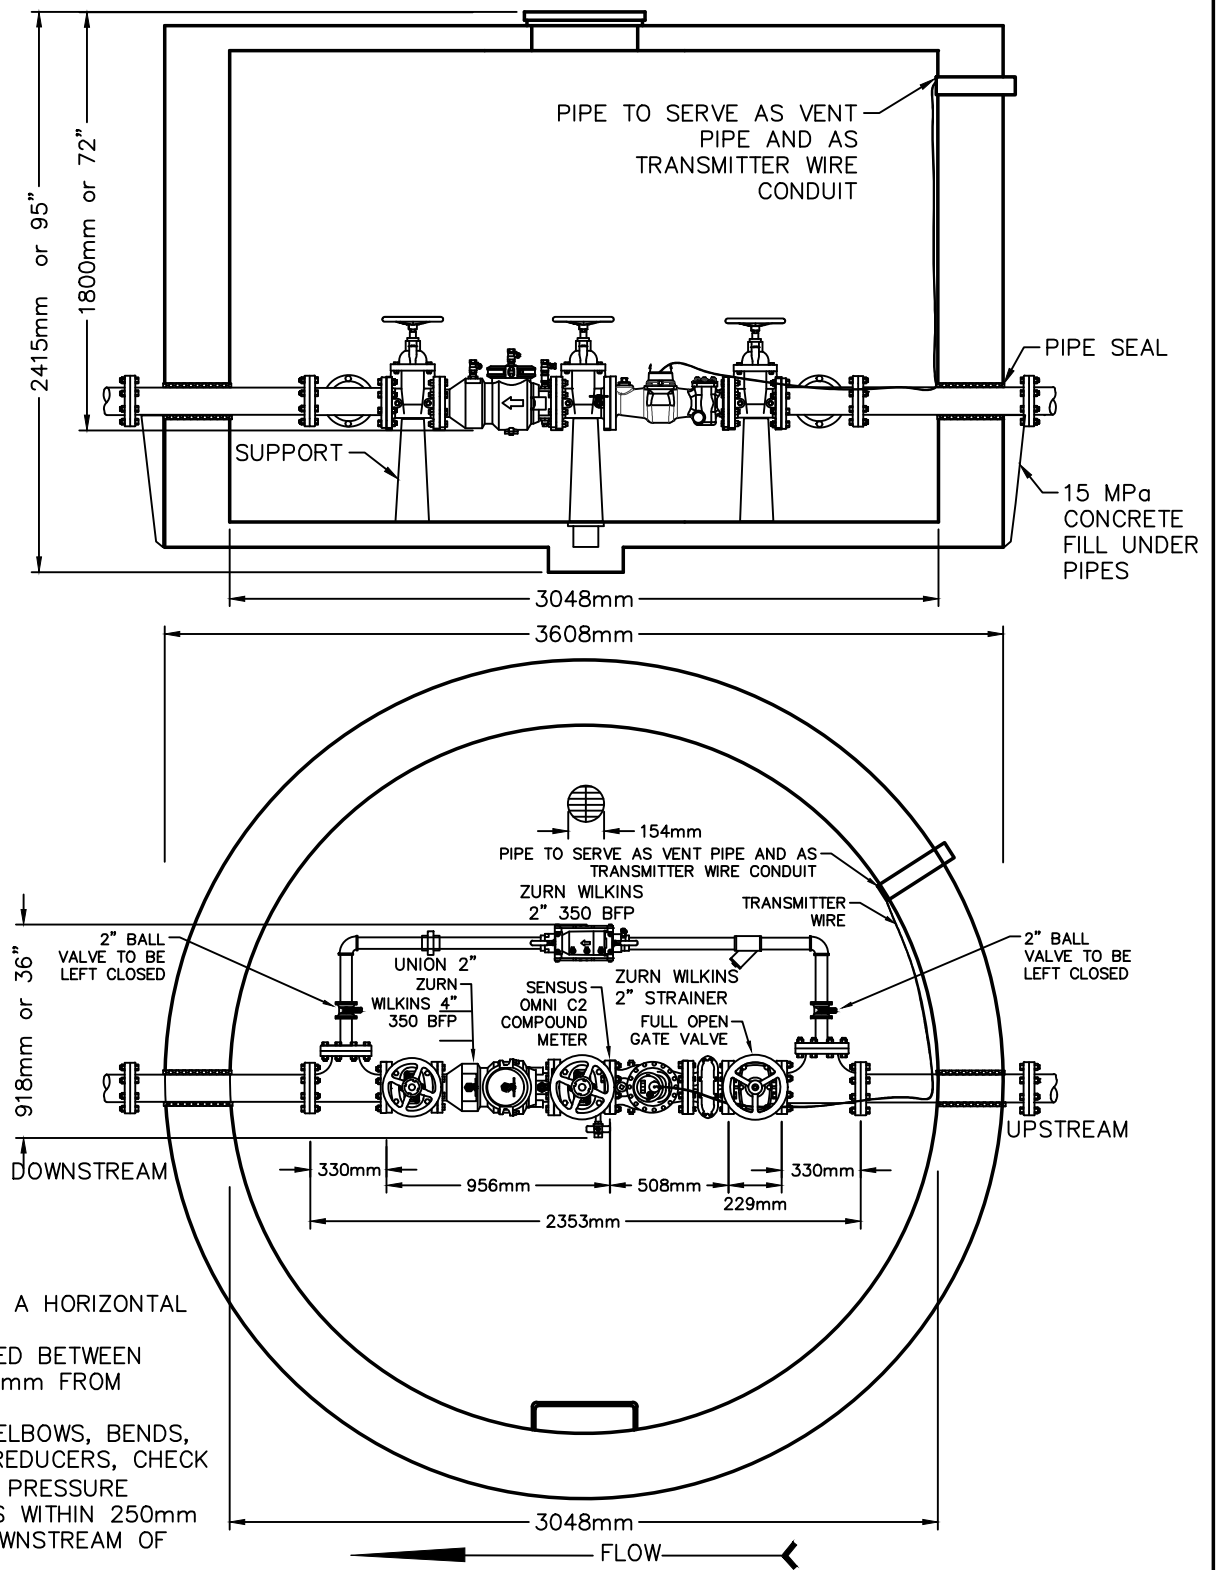 2415mm or 95”
1800mm or 72”
PIPE TO SERVE AS VENT
PIPE AND AS
TRANSMITTER WIRE
CONDUIT
PIPE SEAL
SUPPORT
15 MPa
CONCRETE
FILL UNDER
PIPES
3048mm
3608mm
154mm
PIPE TO SERVE AS VENT PIPE AND AS
TRANSMITTER WIRE CONDUIT
ZURN WILKINS
2” 350 BFP
TRANSMITTER
WIRE
918mm or 36”
2” BALL
VALVE TO BE
LEFT CLOSED
2” BALL
VALVE TO BE
LEFT CLOSED
UNION 2”
ZURN
WILKINS 4”
350 BFP
SENSUS
OMNI C2
COMPOUND
METER
ZURN WILKINS
2” STRAINER
FULL OPEN
GATE VALVE
UPSTREAM
DOWNSTREAM
330mm
956mm
508mm
229mm
330mm
2353mm
A HORIZONTAL
ED BETWEEN
mm FROM
ELBOWS, BENDS,
REDUCERS, CHECK
PRESSURE
S WITHIN 250mm
WNSTREAM OF
3048mm
FLOW